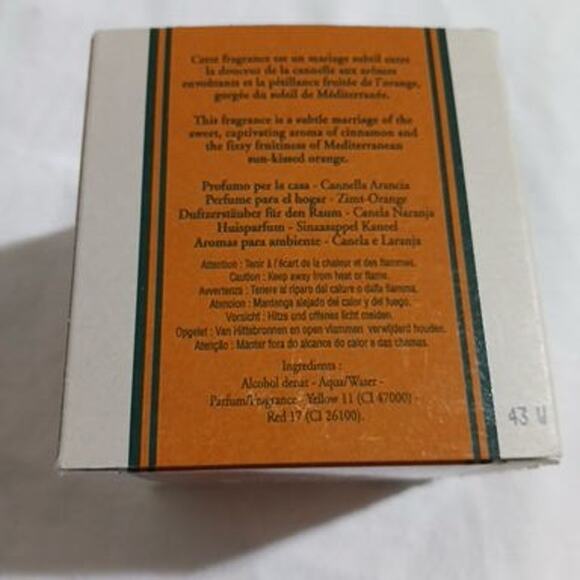 Cette fragrance est un mariage subtil entre
la douceur de la cannelle aux arômes
envoûtants et la pétillance fruitée de l'orange,
gorgée du soleil de Méditerranée.
This fragrance is a subtle marriage of the
sweet, captivating aroma of cinnamon and
the fizzy fruitiness of Mediterranean
sun-kissed orange.
Profumo per la casa - Cannella Arancia
Perfume para el hogar - Zimt-Orange
Duftzerstäuber für den Raum - Canela Naranja
Huisparfum - Sinaasappel Kaneel
Aromas para ambiente - Canela e Laranja
Attention : Tenir à l'écart de la chaleur et des flammes.
Caution : Keep away from heat or flame.
Avvertenza : Tenere al riparo dal calore o dalla fiamma.
Atencion : Mantenga alejado del calor y del fuego.
Vorsicht : Hitze und offenes licht meiden.
Opgelet : Van Hittebronnen en open vlammen verwijderd houden.
Atenção : Manter fora do alcanco do calor e das chamas.
Ingredients :
Alcohol denat - Aqua/Water -
Parfum/Fragrance - Yellow 11 (CI 47000) -
Red 17 (CI 26100).
43